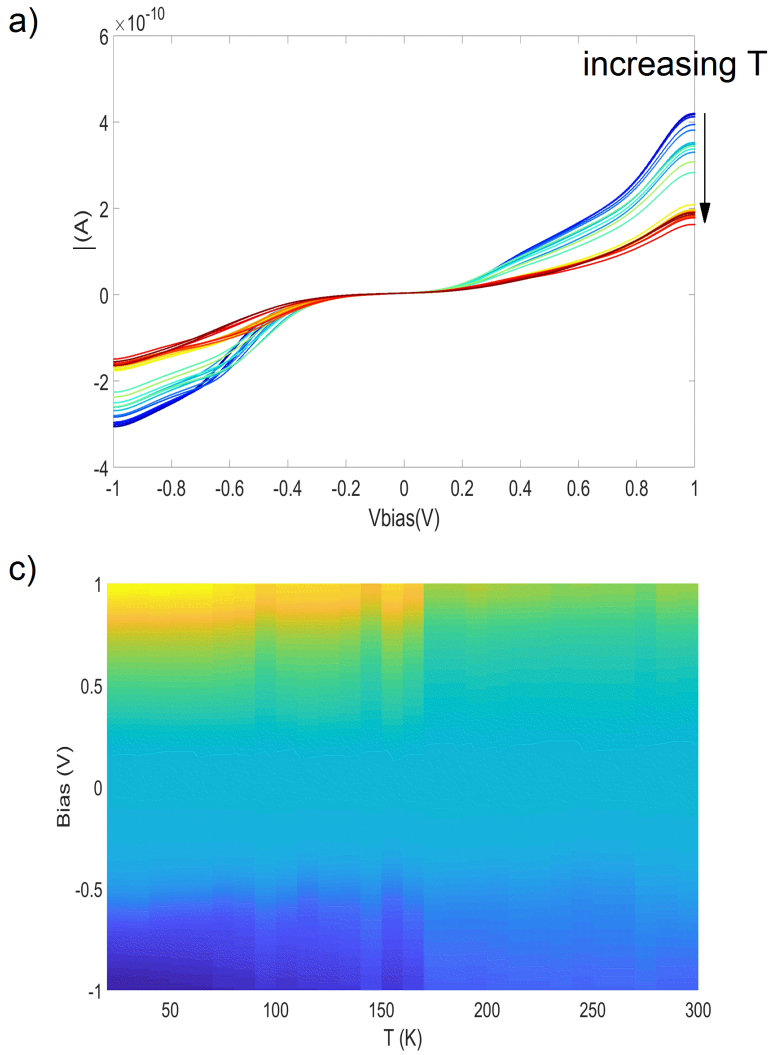 a)
×10⁻¹⁰
increasing T
6
4
2
0
-2
-4
I(A)
-1 -0.8 -0.6 -0.4 -0.2 0 0.2 0.4 0.6 0.8 1
Vbias(V)
c)
1
0.5
0
-0.5
-1
Bias (V)
50 100 150 200 250 300
T (K)